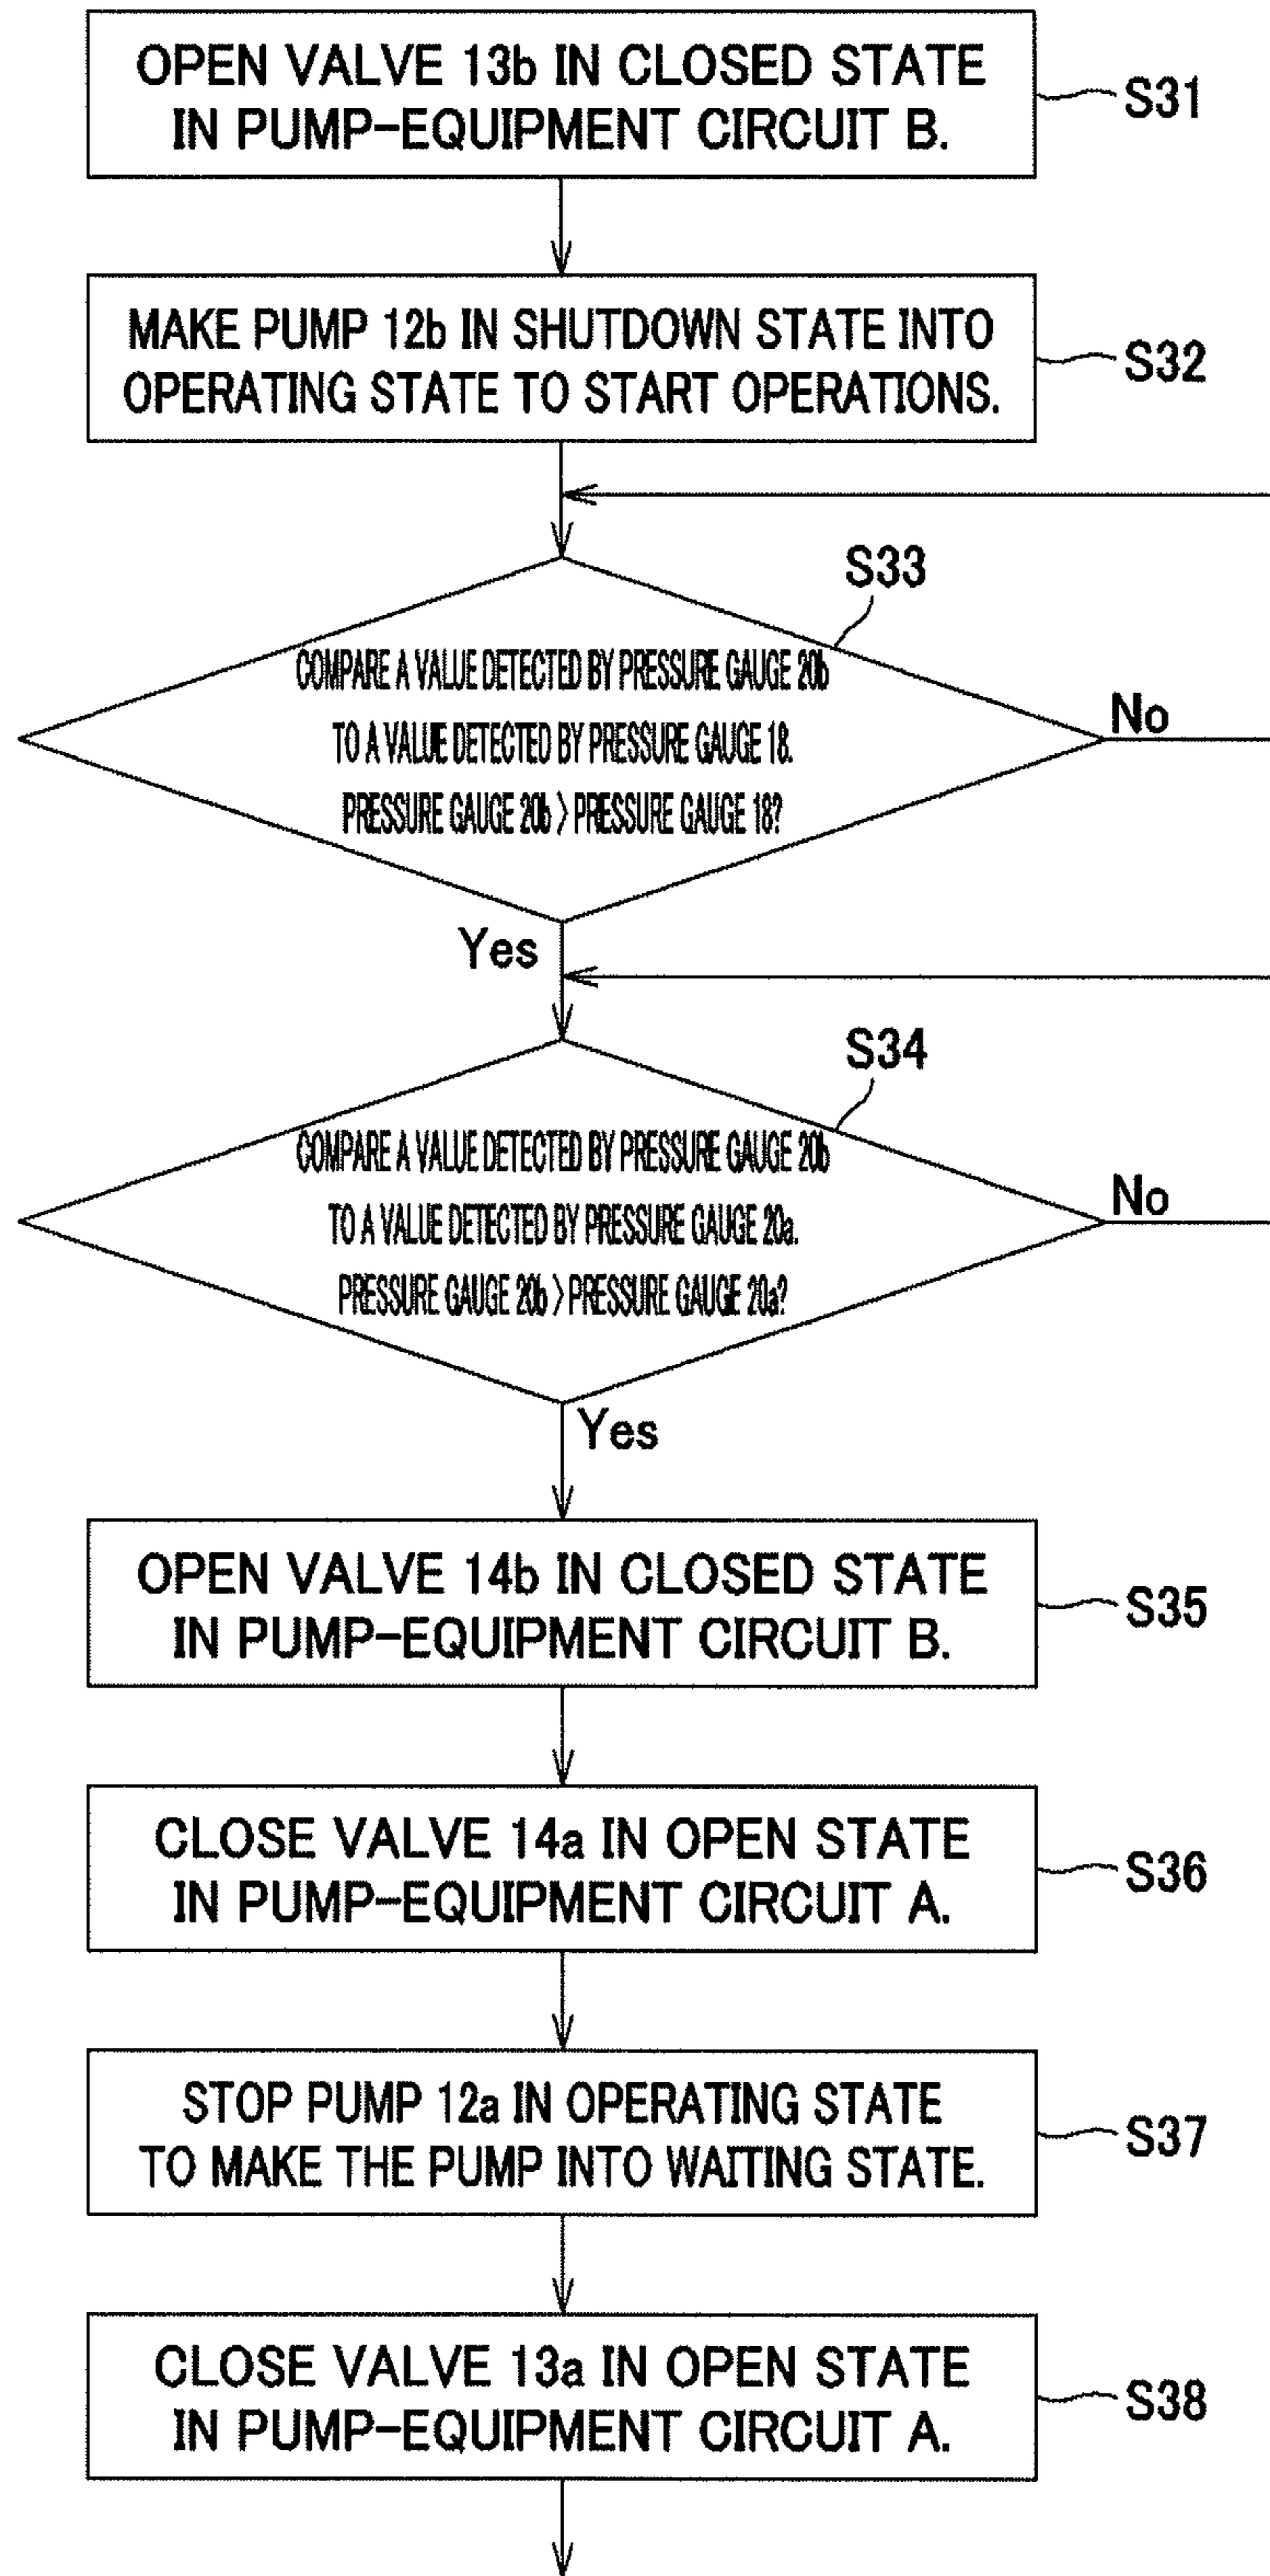 OPEN VALVE 13b IN CLOSED STATE
IN PUMP-EQUIPMENT CIRCUIT B.
S31
MAKE PUMP 12b IN SHUTDOWN STATE INTO
OPERATING STATE TO START OPERATIONS.
S32
S33
COMPARE A VALUE DETECTED BY PRESSURE GAUGE 20b
TO A VALUE DETECTED BY PRESSURE GAUGE 18.
PRESSURE GAUGE 20b > PRESSURE GAUGE 18?
No
Yes
S34
COMPARE A VALUE DETECTED BY PRESSURE GAUGE 20b
TO A VALUE DETECTED BY PRESSURE GAUGE 20a.
PRESSURE GAUGE 20b > PRESSURE GAUGE 20a?
No
Yes
OPEN VALVE 14b IN CLOSED STATE
IN PUMP-EQUIPMENT CIRCUIT B.
S35
CLOSE VALVE 14a IN OPEN STATE
IN PUMP-EQUIPMENT CIRCUIT A.
S36
STOP PUMP 12a IN OPERATING STATE
TO MAKE THE PUMP INTO WAITING STATE.
S37
CLOSE VALVE 13a IN OPEN STATE
IN PUMP-EQUIPMENT CIRCUIT A.
S38